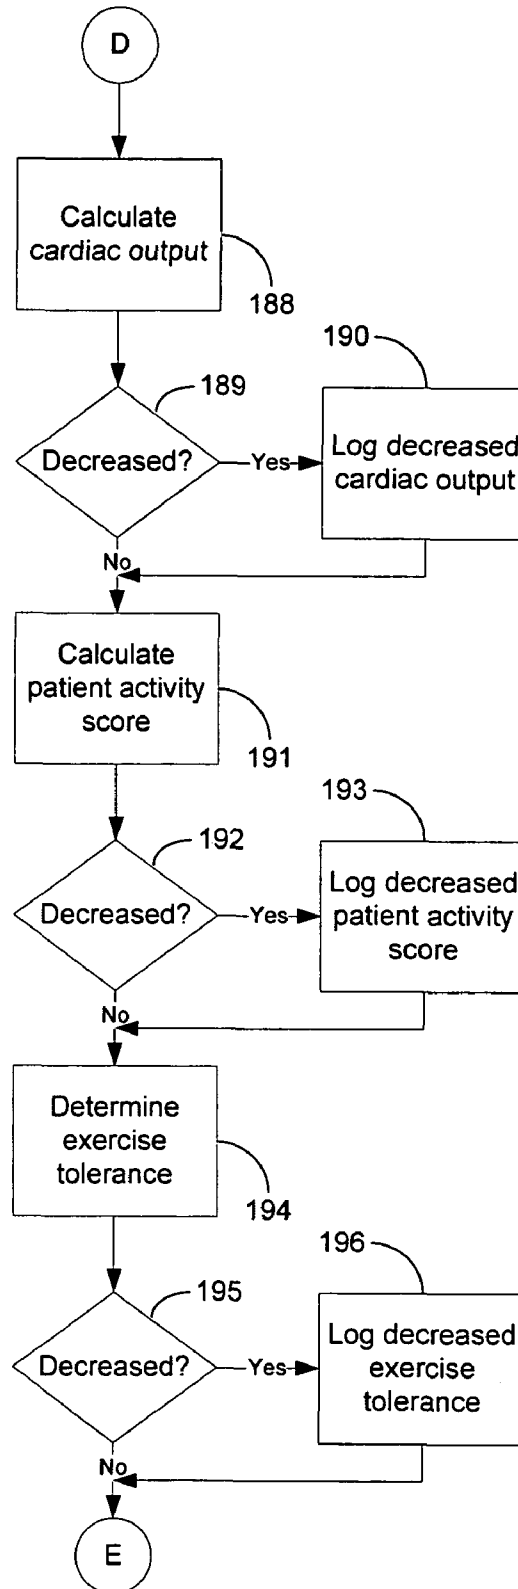 D
Calculate
cardiac output
188
189
190
Decreased?
Yes
Log decreased
cardiac output
No
Calculate
patient activity
score
191
192
193
Decreased?
Yes
Log decreased
patient activity
score
No
Determine
exercise
tolerance
194
195
196
Decreased?
Yes
Log decreased
exercise
tolerance
No
E